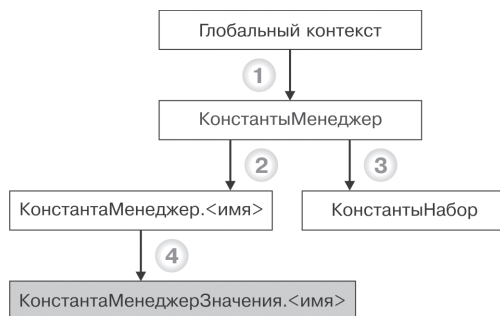 Глобальный контекст
1
КонстантыМенеджер
2
3
КонстантаМенеджер.<имя>
КонстантыНабор
4
КонстантаМенеджерЗначения.<имя>